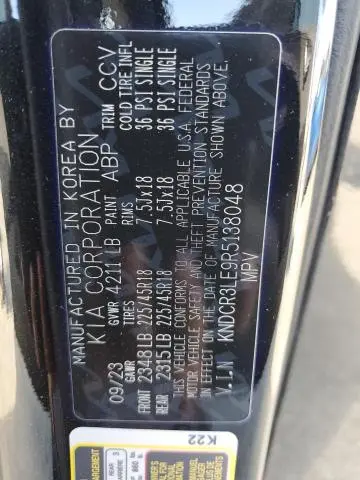 MANUFACTURED IN KOREA BY
KIA CORPORATION
09/23 GVWR 4211 LB PAINT ABP TRIM CCV
GAWR TIRES RIMS COLD TIRE INFL
FRONT 2348 LB 225/45R18 7.5JX18 36 PSI SINGLE
REAR 2315 LB 225/45R18 7.5JX18 36 PSI SINGLE
THIS VEHICLE CONFORMS TO ALL APPLICABLE U.S.A. FEDERAL
MOTOR VEHICLE SAFETY AND THEFT PREVENTION STANDARDS
IN EFFECT ON THE DATE OF MANUFACTURE SHOWN ABOVE.
V.I.N KNDCR3LE9R5138048
MPV
K22
REAR
ARRIERE 3